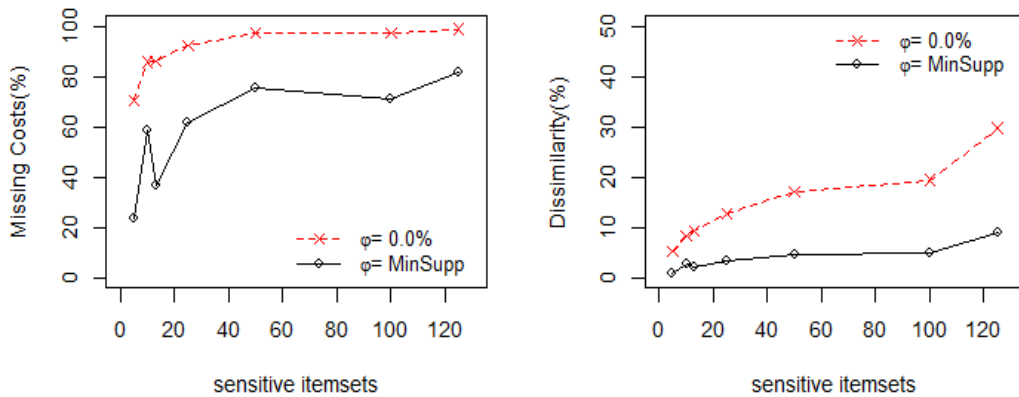 Missing Costs(%)
100
80
60
40
20
0
φ= 0.0%
φ= MinSupp
0 20 40 60 80 100 120
sensitive itemsets
Dissimilarity(%)
50
40
30
20
10
0
φ= 0.0%
φ= MinSupp
0 20 40 60 80 100 120
sensitive itemsets